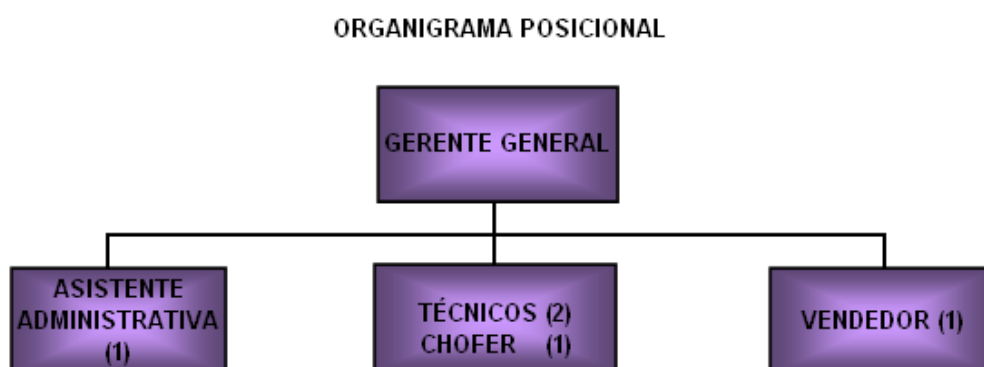 ORGANIGRAMA POSICIONAL
GERENTE GENERAL
ASISTENTE
ADMINISTRATIVA
(1)
TÉCNICOS (2)
CHOFER (1)
VENDEDOR (1)